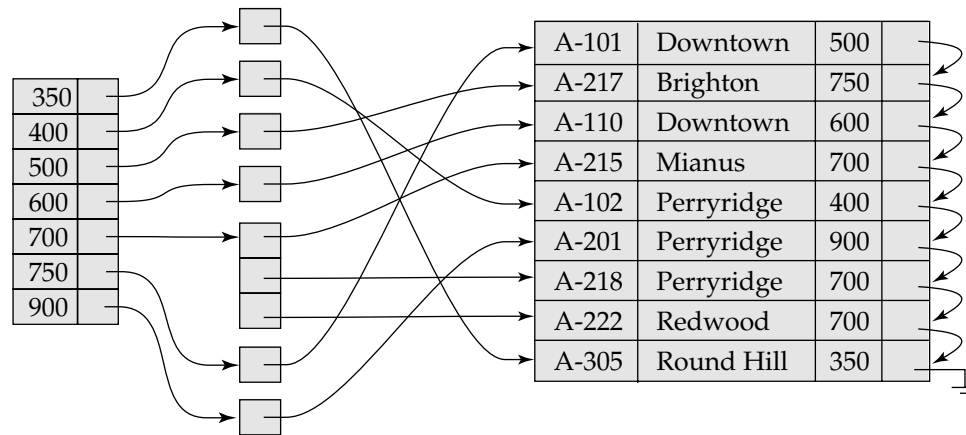 350
400
500
600
700
750
900
A-101 Downtown 500
A-217 Brighton 750
A-110 Downtown 600
A-215 Mianus 700
A-102 Perryridge 400
A-201 Perryridge 900
A-218 Perryridge 700
A-222 Redwood 700
A-305 Round Hill 350